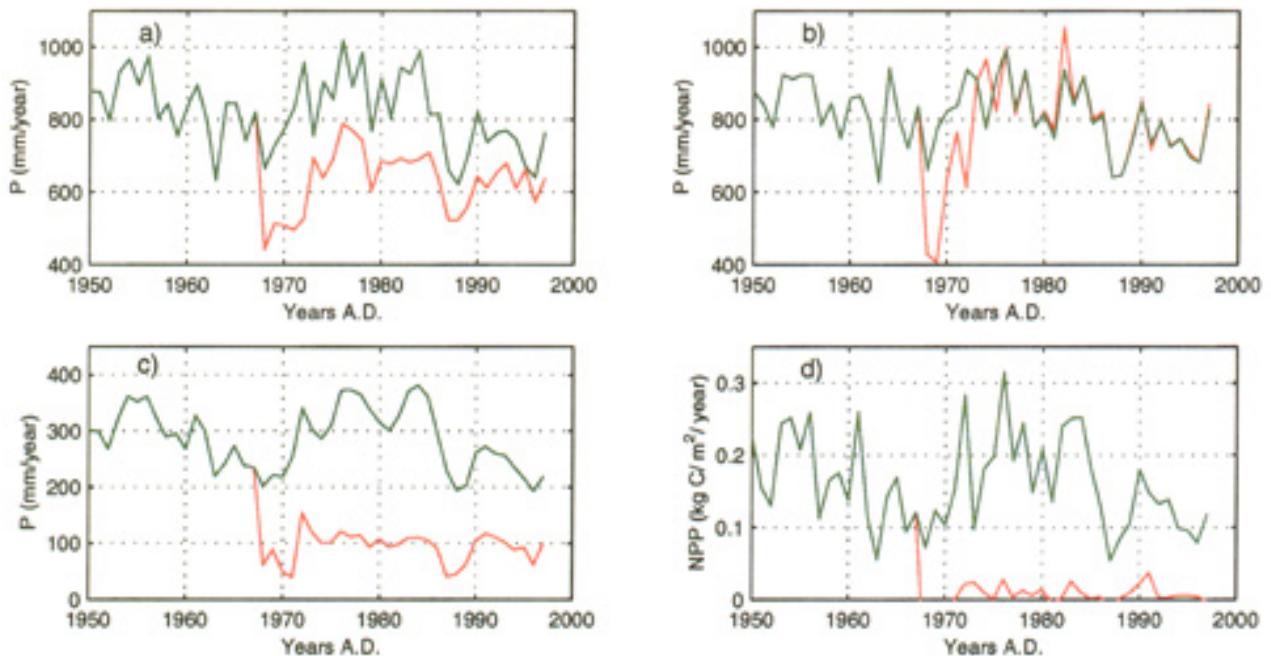 a)
P (mm/year)
1000
800
600
400
1950 1960 1970 1980 1990 2000
Years A.D.
b)
P (mm/year)
1000
800
600
400
1950 1960 1970 1980 1990 2000
Years A.D.
c)
P (mm/year)
400
300
200
100
0
1950 1960 1970 1980 1990 2000
Years A.D.
d)
NPP (kg C/ m²/ year)
0.3
0.2
0.1
0
1950 1960 1970 1980 1990 2000
Years A.D.